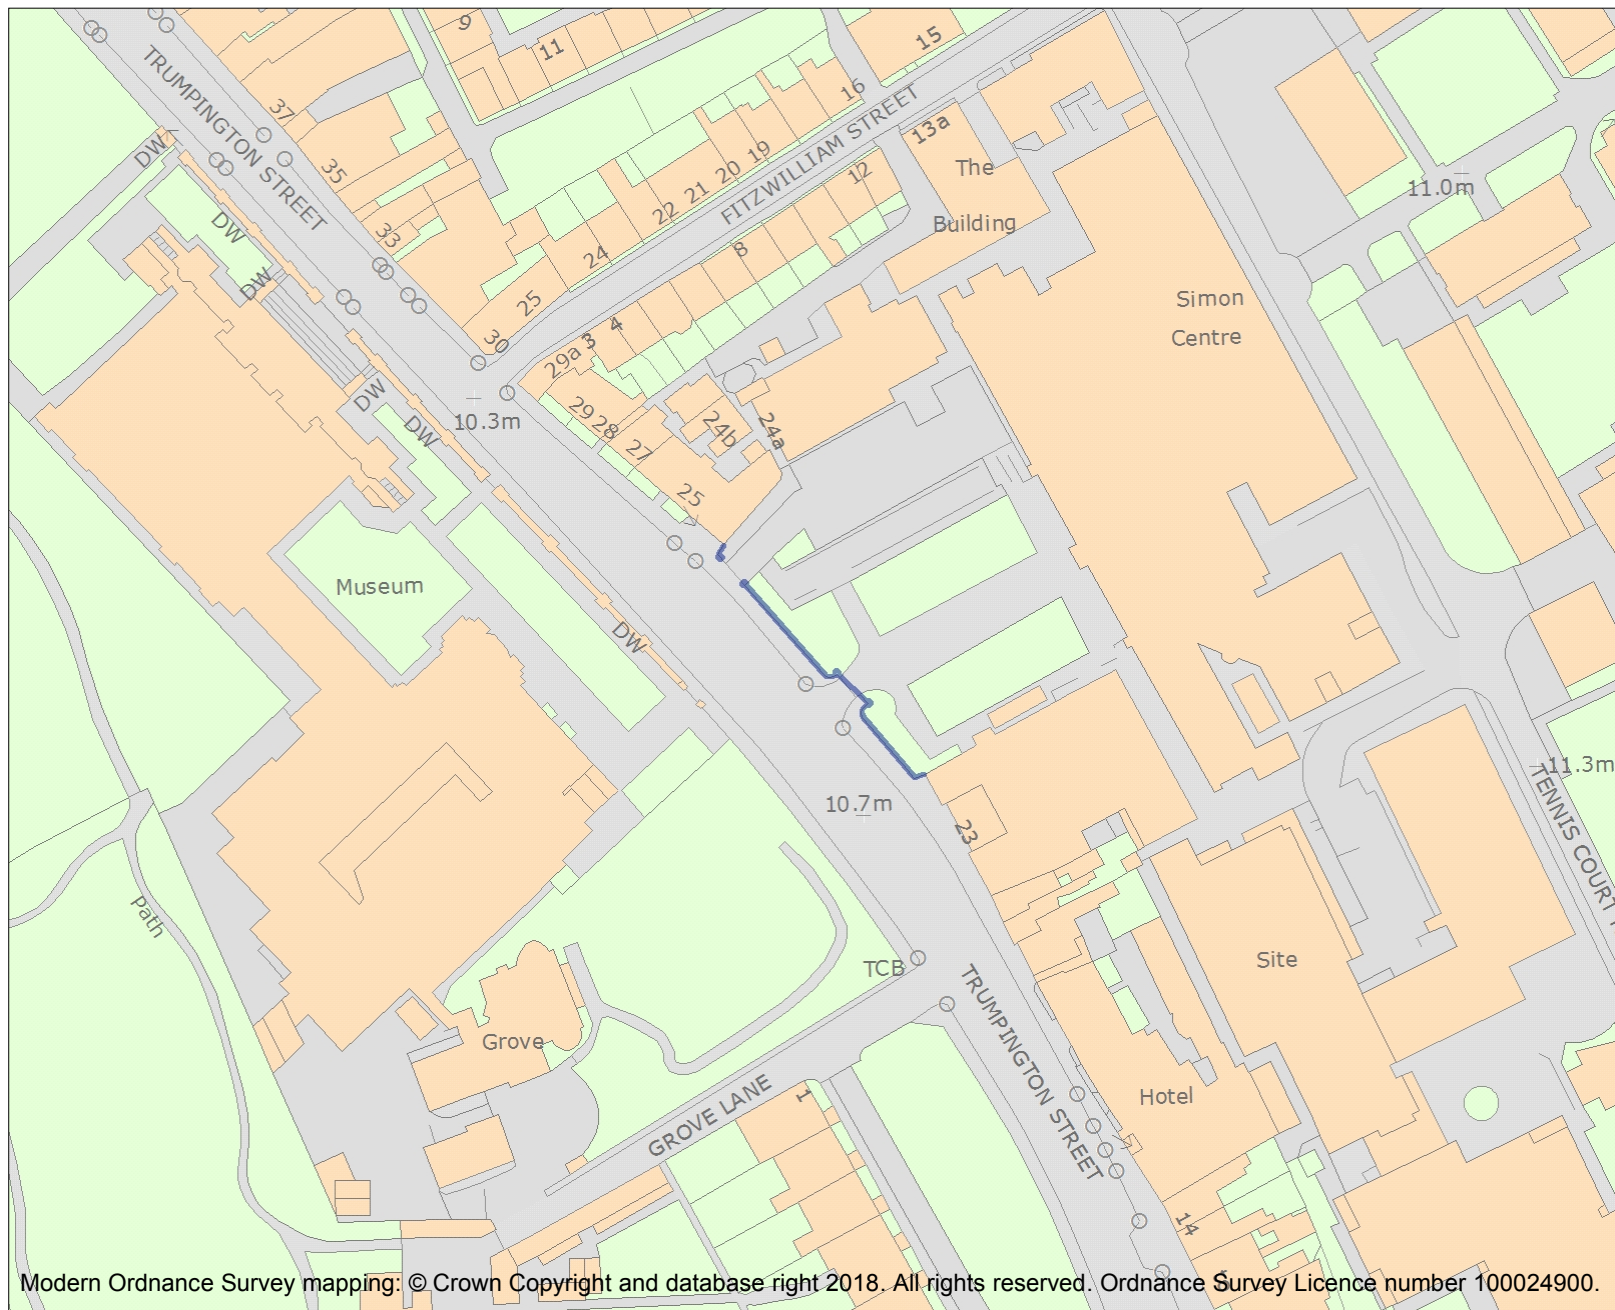 9
11
15
TRUMPINGTON STREET
37
16
13a
DW
35
FITZWILLIAM STREET
19
20
21
22
12
The
Building
11.0m
DW
33
24
8
DW
25
Simon
Centre
30
29a
3
4
10.3m
DW
DW
29
28
27
24b
24a
25
Museum
DW
11.3m
10.7m
23
TENNIS COURT
Path
TCB
Site
TRUMPINGTON STREET
Grove
GROVE LANE
1
Hotel
14
Modern Ordnance Survey mapping: © Crown Copyright and database right 2018. All rights reserved. Ordnance Survey Licence number 100024900.